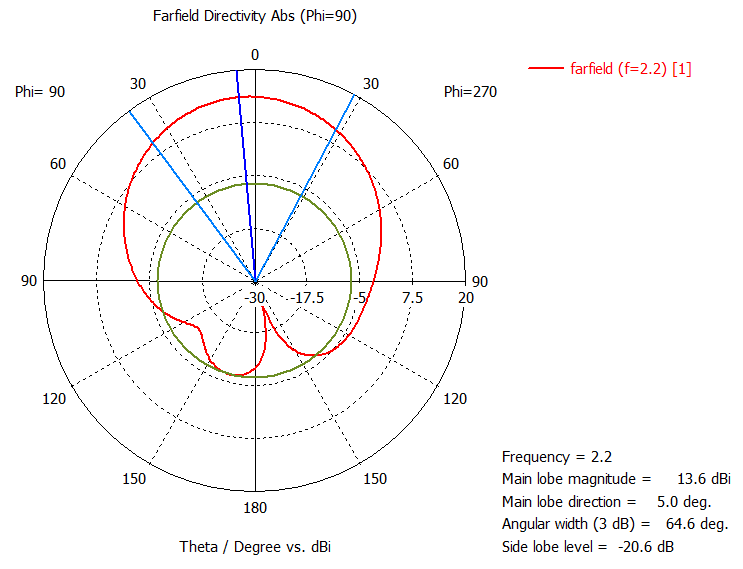 Farfield Directivity Abs (Phi=90)
0
farfield (f=2.2) [1]
Phi= 90
30
30
Phi=270
60
60
90
90
-30
-17.5
-5
7.5
20
120
120
150
150
180
Frequency = 2.2
Main lobe magnitude = 13.6 dBi
Main lobe direction = 5.0 deg.
Angular width (3 dB) = 64.6 deg.
Side lobe level = -20.6 dB
Theta / Degree vs. dBi